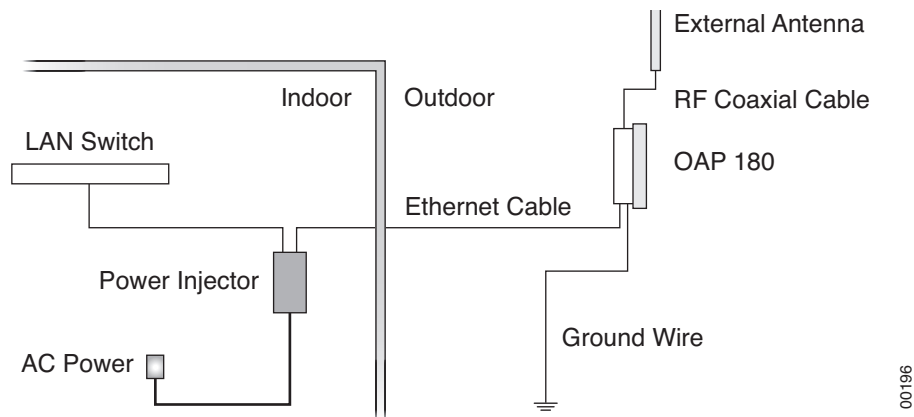 External Antenna
Indoor
Outdoor
RF Coaxial Cable
LAN Switch
OAP 180
Ethernet Cable
Power Injector
Ground Wire
AC Power
00196